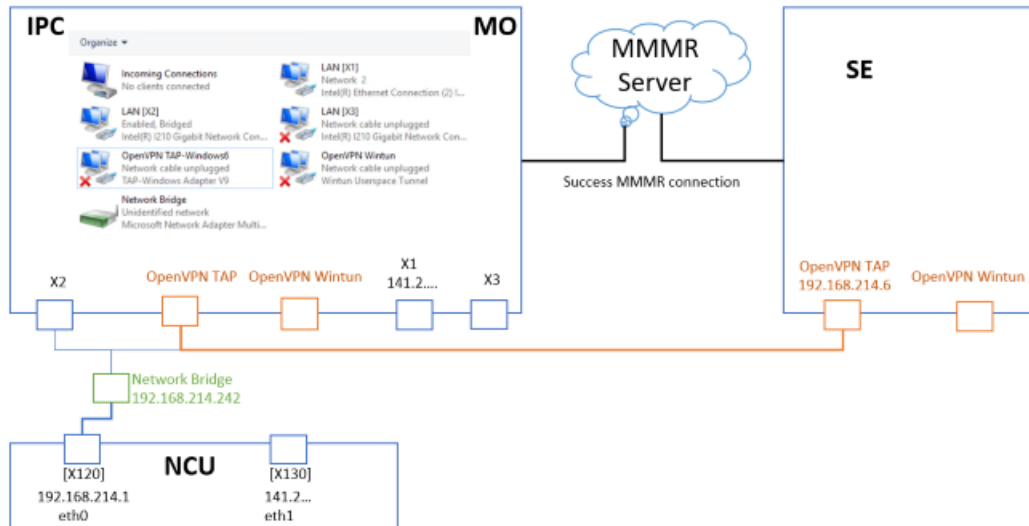 IPC
MO
Organize
Incoming Connections
No clients connected
LAN [X1]
Network 2
Intel(R) Ethernet Connection (2) I...
LAN [X2]
Enabled, Bridged
Intel(R) I210 Gigabit Network Con...
LAN [X3]
Network cable unplugged
Intel(R) I210 Gigabit Network Con...
OpenVPN TAP-Windows6
Network cable unplugged
TAP-Windows Adapter V9
OpenVPN Wintun
Network cable unplugged
Wintun Userspace Tunnel
Network Bridge
Unidentified network
Microsoft Network Adapter Multi...
MMMR
Server
SE
Success MMMR connection
X2
OpenVPN TAP
OpenVPN Wintun
X1
141.2....
X3
OpenVPN TAP
192.168.214.6
OpenVPN Wintun
Network Bridge
192.168.214.242
NCU
[X120]
192.168.214.1
eth0
[X130]
141.2...
eth1